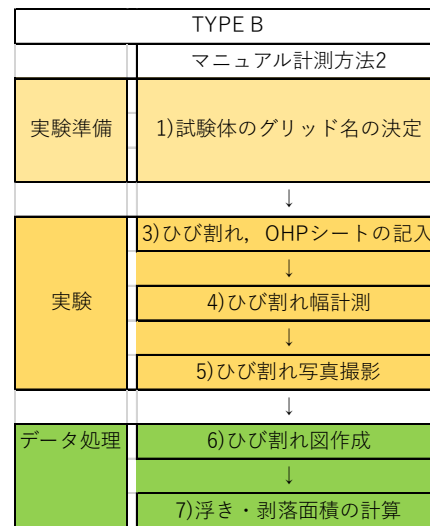 TYPE B
マニュアル計測方法2
実験準備
1)試験体のグリッド名の決定
↓
実験
3)ひび割れ，OHPシートの記入
↓
4)ひび割れ幅計測
↓
5)ひび割れ写真撮影
↓
データ処理
6)ひび割れ図作成
↓
7)浮き・剥落面積の計算